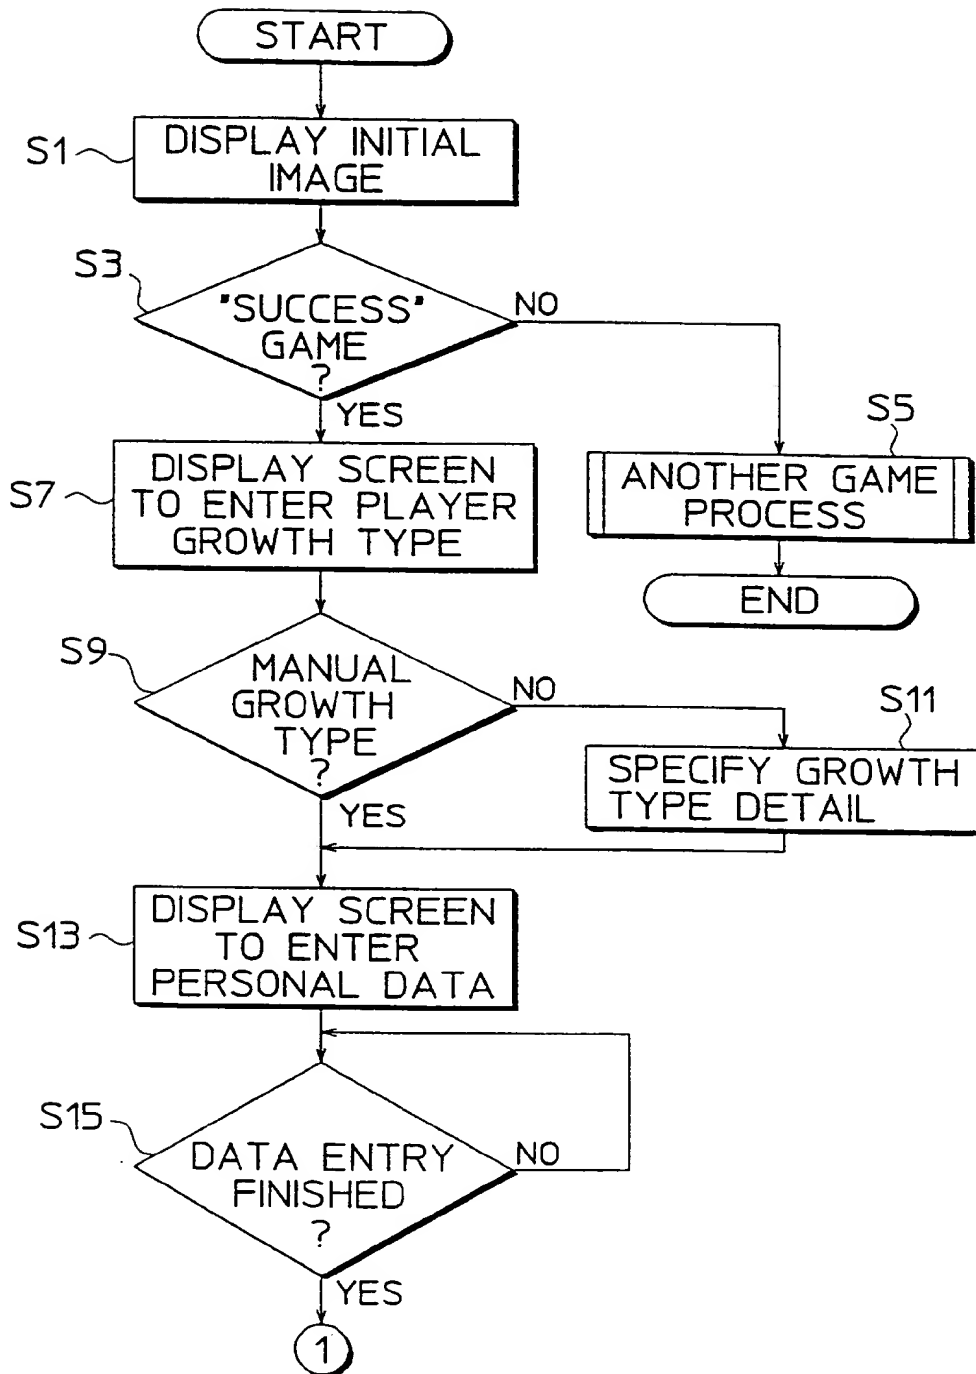 START
S1
DISPLAY INITIAL
IMAGE
S3
"SUCCESS"
GAME
?
NO
YES
S5
ANOTHER GAME
PROCESS
END
S7
DISPLAY SCREEN
TO ENTER PLAYER
GROWTH TYPE
S9
MANUAL
GROWTH
TYPE
?
NO
YES
S11
SPECIFY GROWTH
TYPE DETAIL
S13
DISPLAY SCREEN
TO ENTER
PERSONAL DATA
S15
DATA ENTRY
FINISHED
?
NO
YES
1